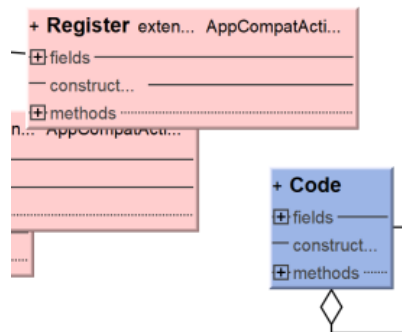 + Register exten... AppCompatActi...
+ fields
construct...
+ methods
n... AppCompatActi...
+ Code
+ fields
construct...
+ methods